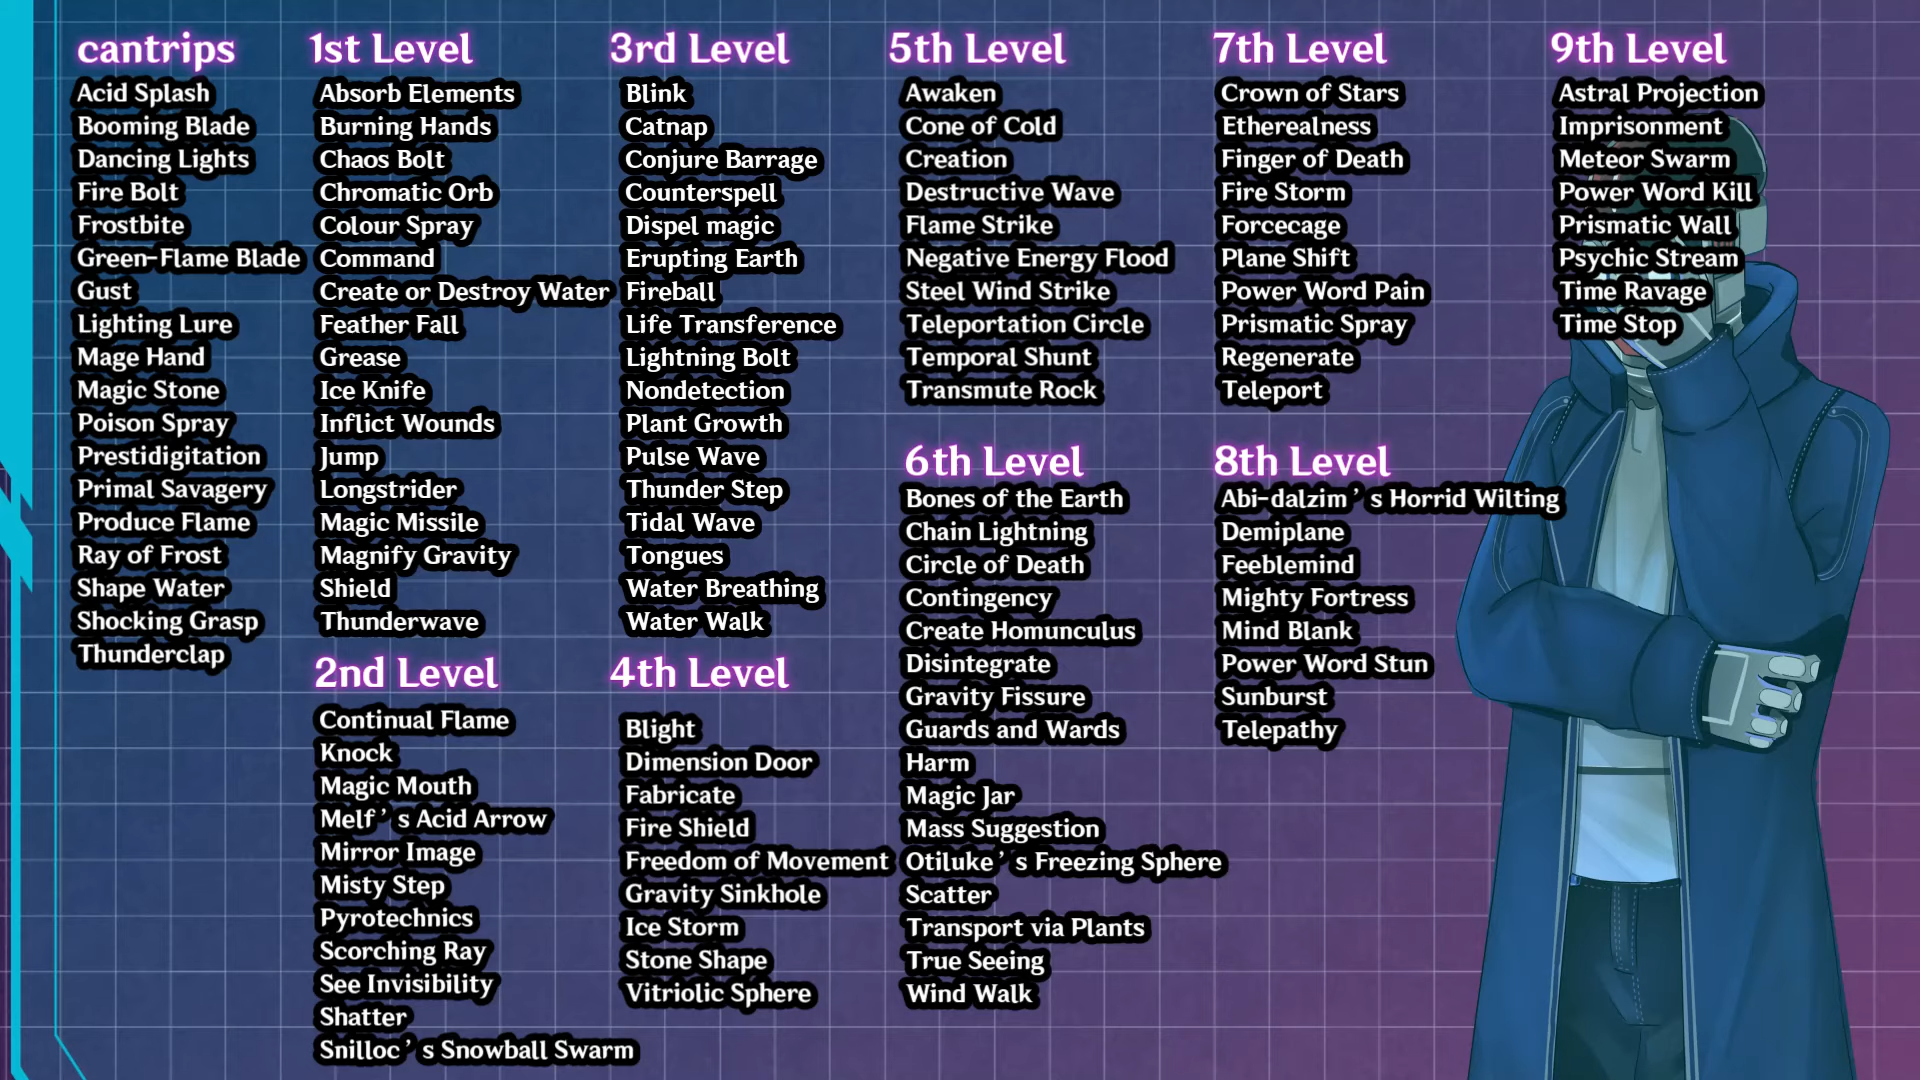 cantrips
Acid Splash
Booming Blade
Dancing Lights
Fire Bolt
Frostbite
Green-Flame Blade
Gust
Lighting Lure
Mage Hand
Magic Stone
Poison Spray
Prestidigitation
Primal Savagery
Produce Flame
Ray of Frost
Shape Water
Shocking Grasp
Thunderclap
1st Level
Absorb Elements
Burning Hands
Chaos Bolt
Chromatic Orb
Colour Spray
Command
Create or Destroy Water
Feather Fall
Grease
Ice Knife
Inflict Wounds
Jump
Longstrider
Magic Missile
Magnify Gravity
Shield
Thunderwave
2nd Level
Continual Flame
Knock
Magic Mouth
Melf’s Acid Arrow
Mirror Image
Misty Step
Pyrotechnics
Scorching Ray
See Invisibility
Shatter
Snilloc’s Snowball Swarm
3rd Level
Blink
Catnap
Conjure Barrage
Counterspell
Dispel magic
Erupting Earth
Fireball
Life Transference
Lightning Bolt
Nondetection
Plant Growth
Pulse Wave
Thunder Step
Tidal Wave
Tongues
Water Breathing
Water Walk
4th Level
Blight
Dimension Door
Fabricate
Fire Shield
Freedom of Movement
Gravity Sinkhole
Ice Storm
Stone Shape
Vitriolic Sphere
5th Level
Awaken
Cone of Cold
Creation
Destructive Wave
Flame Strike
Negative Energy Flood
Steel Wind Strike
Teleportation Circle
Temporal Shunt
Transmute Rock
6th Level
Bones of the Earth
Chain Lightning
Circle of Death
Contingency
Create Homunculus
Disintegrate
Gravity Fissure
Guards and Wards
Harm
Magic Jar
Mass Suggestion
Otiluke’s Freezing Sphere
Scatter
Transport via Plants
True Seeing
Wind Walk
7th Level
Crown of Stars
Etherealness
Finger of Death
Fire Storm
Forcecage
Plane Shift
Power Word Pain
Prismatic Spray
Regenerate
Teleport
8th Level
Abi-dalzim’s Horrid Wilting
Demiplane
Feeblemind
Mighty Fortress
Mind Blank
Power Word Stun
Sunburst
Telepathy
9th Level
Astral Projection
Imprisonment
Meteor Swarm
Power Word Kill
Prismatic Wall
Psychic Stream
Time Ravage
Time Stop